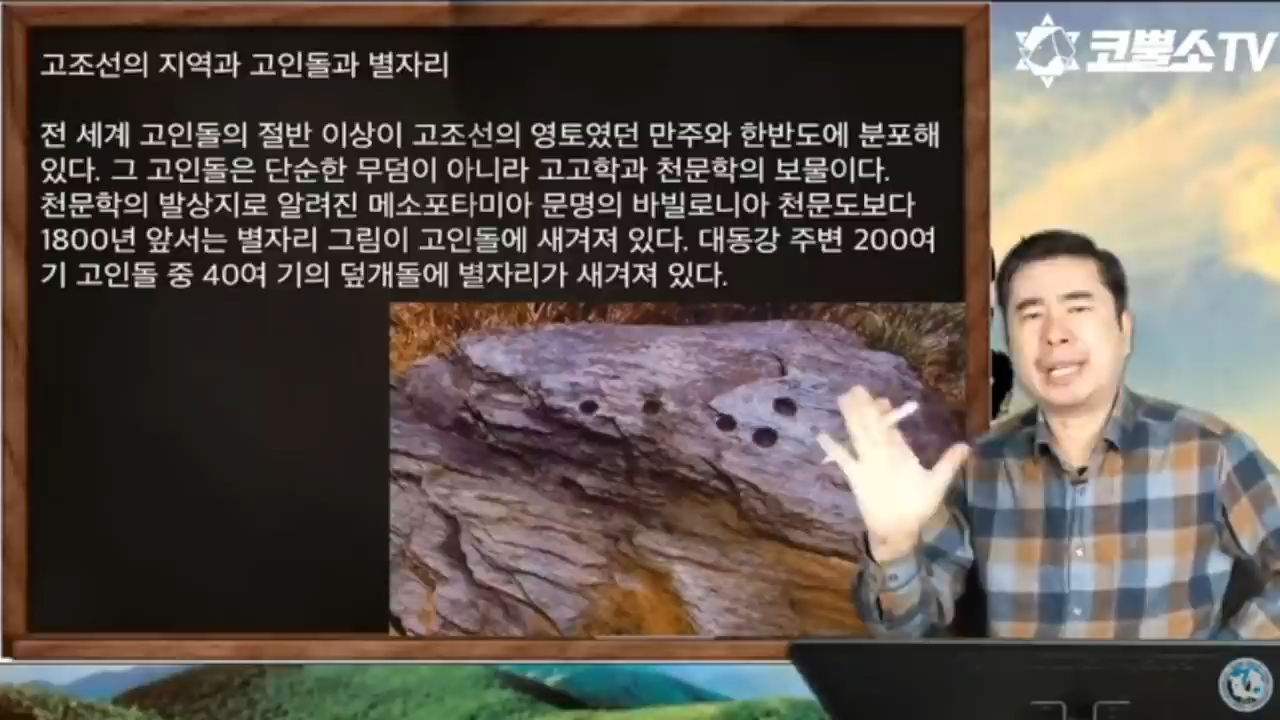 고조선의 지역과 고인돌과 별자리
전 세계 고인돌의 절반 이상이 고조선의 영토였던 만주와 한반도에 분포해
있다. 그 고인돌은 단순한 무덤이 아니라 고고학과 천문학의 보물이다.
천문학의 발상지로 알려진 메소포타미아 문명의 바빌로니아 천문도보다
1800년 앞서는 별자리 그림이 고인돌에 새겨져 있다. 대동강 주변 200여
기 고인돌 중 40여 기의 덮개돌에 별자리가 새겨져 있다.
코뿔소TV